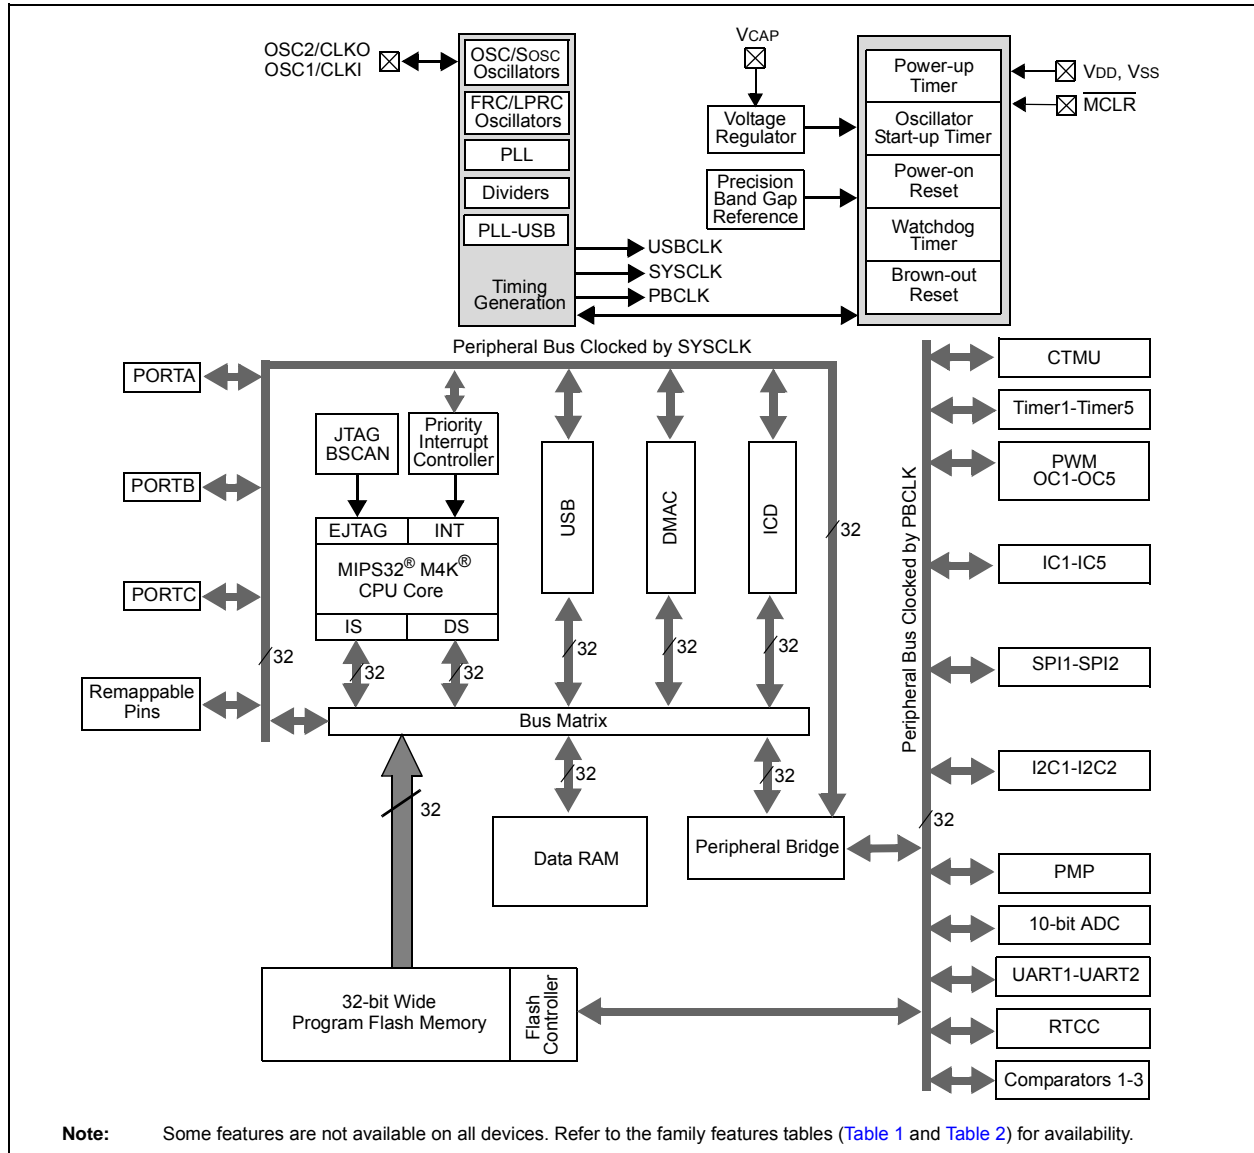 OSC2/CLKO
OSC1/CLKI
OSC/SOSC
Oscillators
FRC/LPRC
Oscillators
PLL
Dividers
PLL-USB
Timing
Generation
USBCLK
SYSCLK
PBCLK
VCAP
Voltage
Regulator
Precision
Band Gap
Reference
Power-up
Timer
Oscillator
Start-up Timer
Power-on
Reset
Watchdog
Timer
Brown-out
Reset
VDD, VSS
MCLR
Peripheral Bus Clocked by SYSCLK
PORTA
PORTB
PORTC
Remappable
Pins
32
JTAG
BSCAN
Priority
Interrupt
Controller
EJTAG
INT
MIPS32® M4K®
CPU Core
IS
DS
32
32
USB
32
DMAC
32
ICD
32
32
Bus Matrix
32
32
32
Data RAM
Peripheral Bridge
32-bit Wide
Program Flash Memory
Flash
Controller
Peripheral Bus Clocked by PBCLK
32
CTMU
Timer1-Timer5
PWM
OC1-OC5
IC1-IC5
SPI1-SPI2
I2C1-I2C2
PMP
10-bit ADC
UART1-UART2
RTCC
Comparators 1-3
Note: Some features are not available on all devices. Refer to the family features tables (Table 1 and Table 2) for availability.